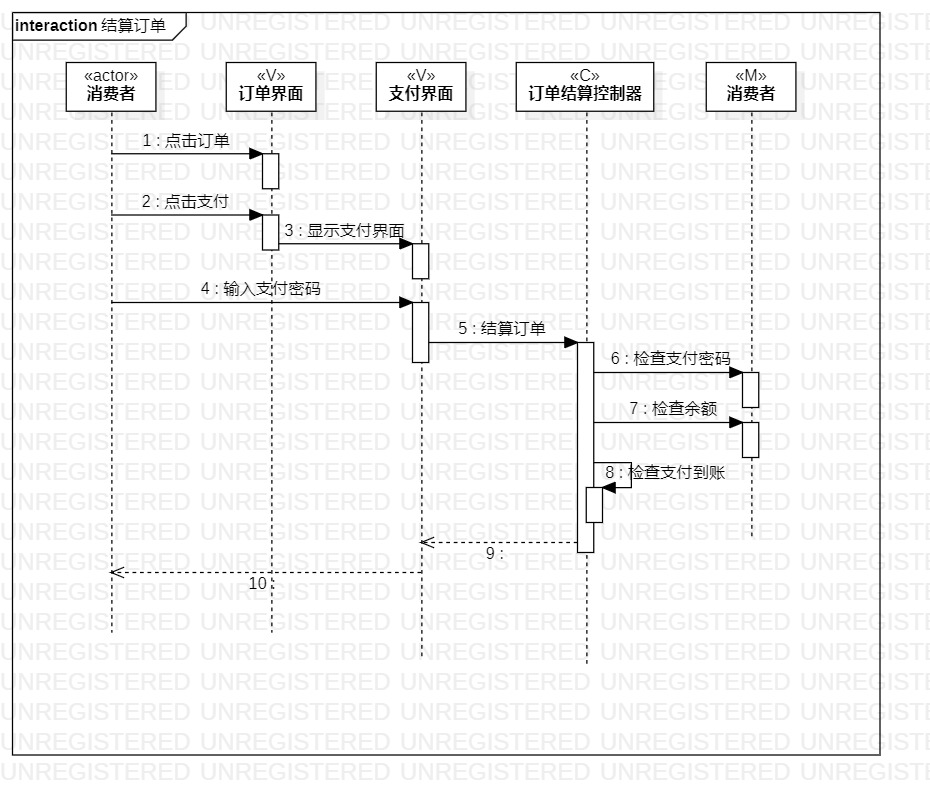 interaction 结算订单
«actor»
消费者
«V»
订单界面
«V»
支付界面
«C»
订单结算控制器
«M»
消费者
1 : 点击订单
2 : 点击支付
3 : 显示支付界面
4 : 输入支付密码
5 : 结算订单
6 : 检查支付密码
7 : 检查余额
8 : 检查支付到账
9 :
10 :
UNREGISTERED